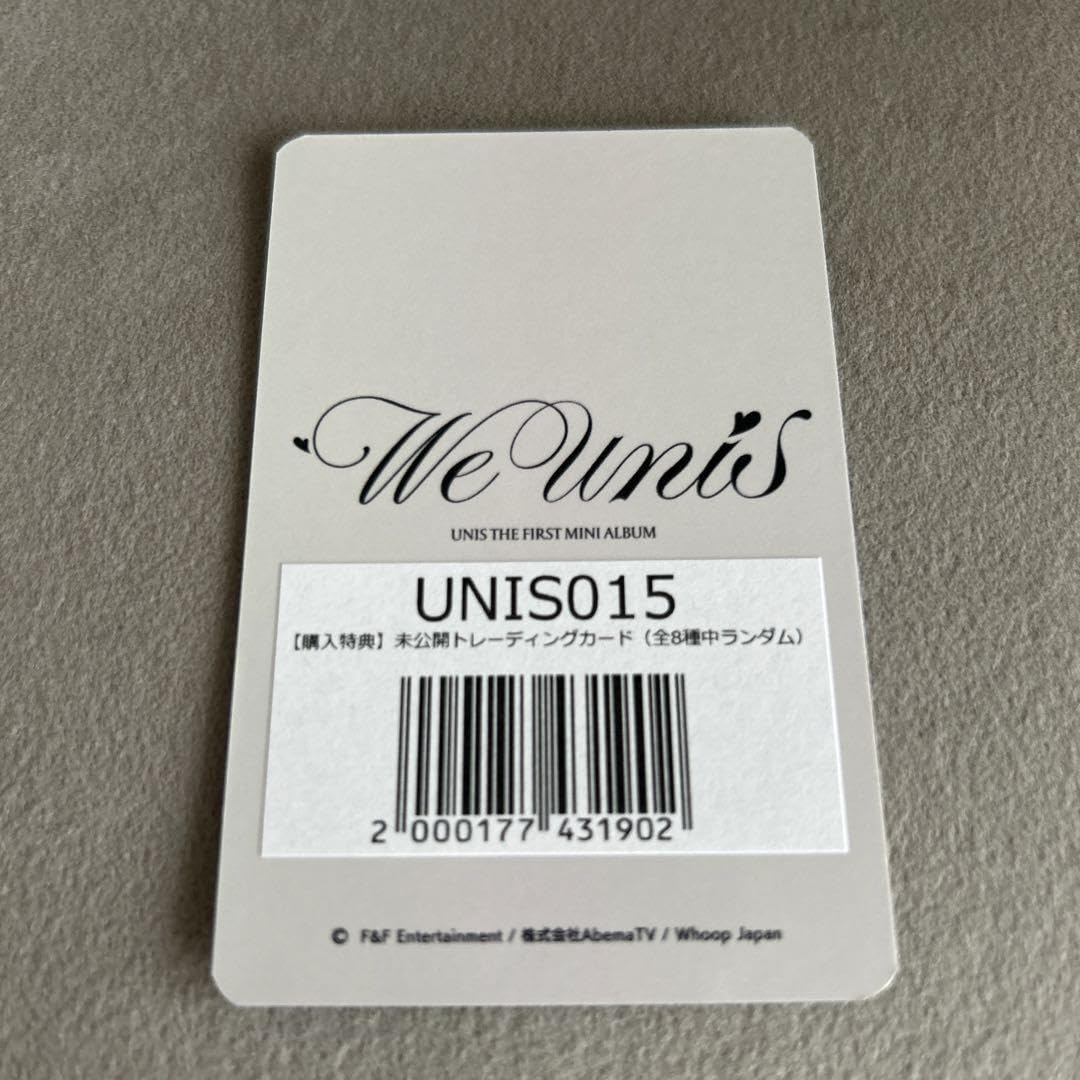 We Unis
UNIS THE FIRST MINI ALBUM
UNIS015
【購入特典】未公開トレーディングカード（全8種中ランダム）
2 000177 431902
© F&F Entertainment / 株式会社AbemaTV / Whoop Japan